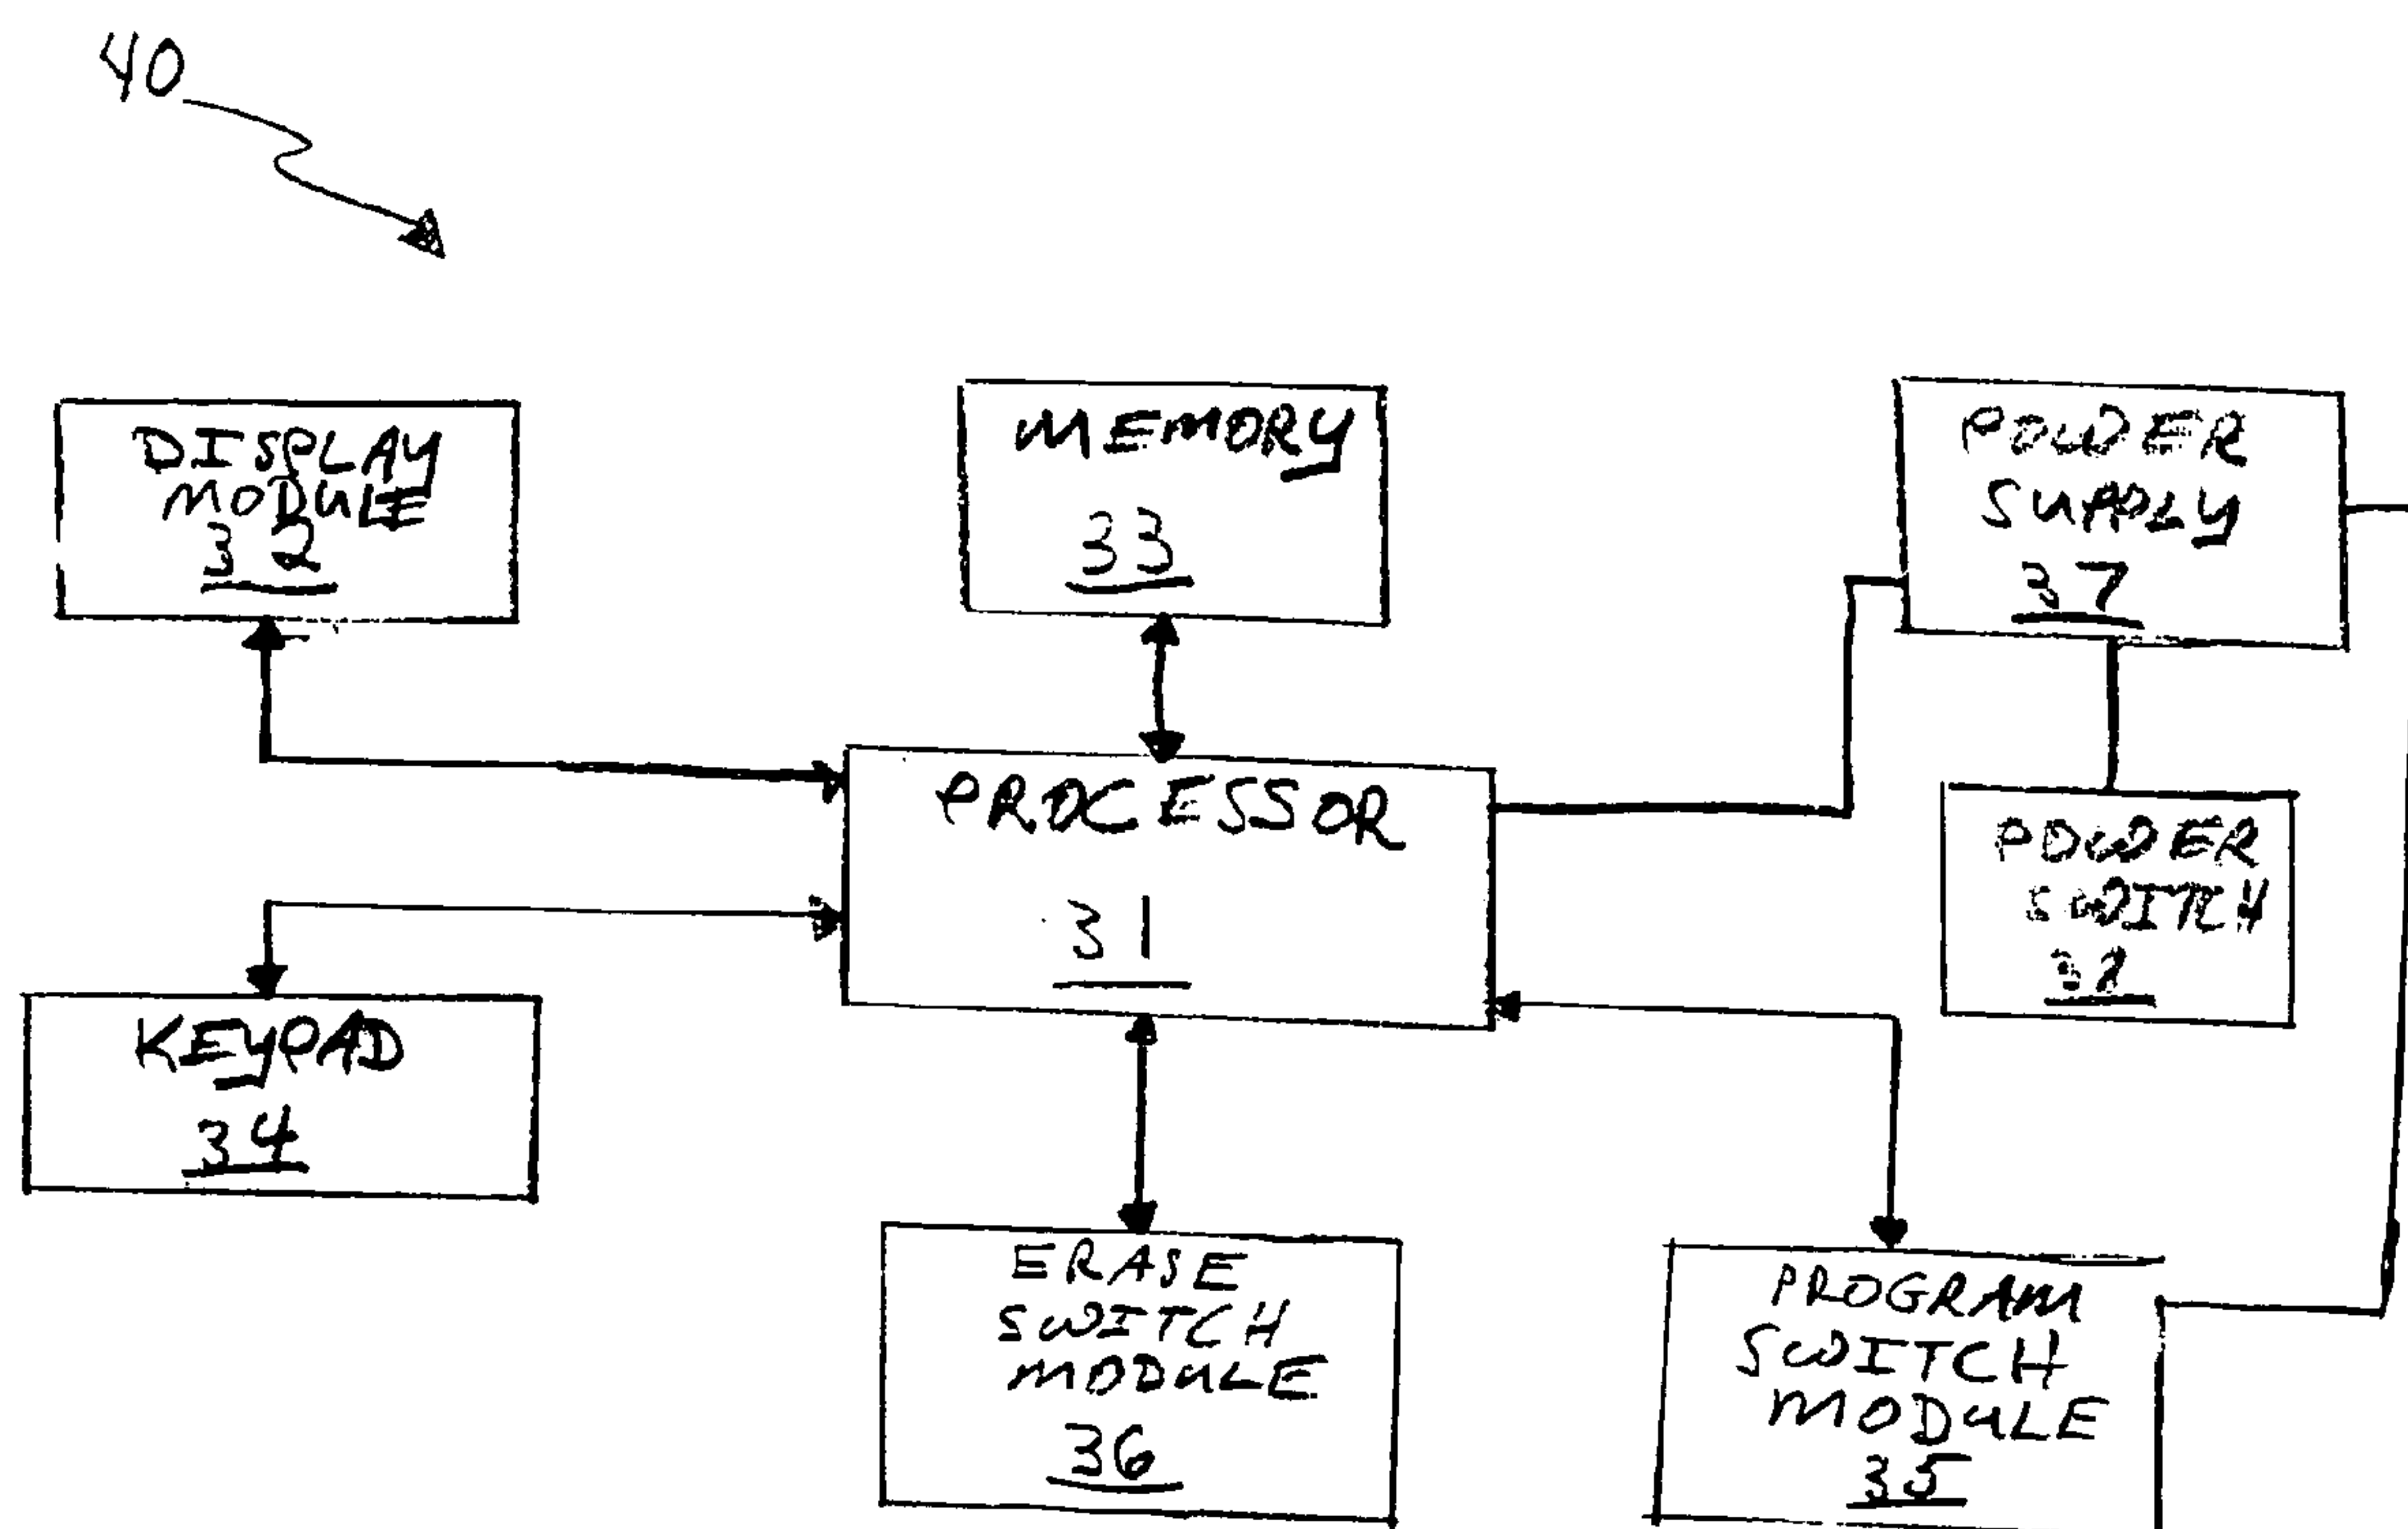 40
DISPLAY
MODULE
32
MEMORY
33
POWER
SUPPLY
37
PROCESSOR
31
POWER
SWITCH
38
KEYPAD
34
ERASE
SWITCH
MODULE
36
PROGRAM
SWITCH
MODULE
35